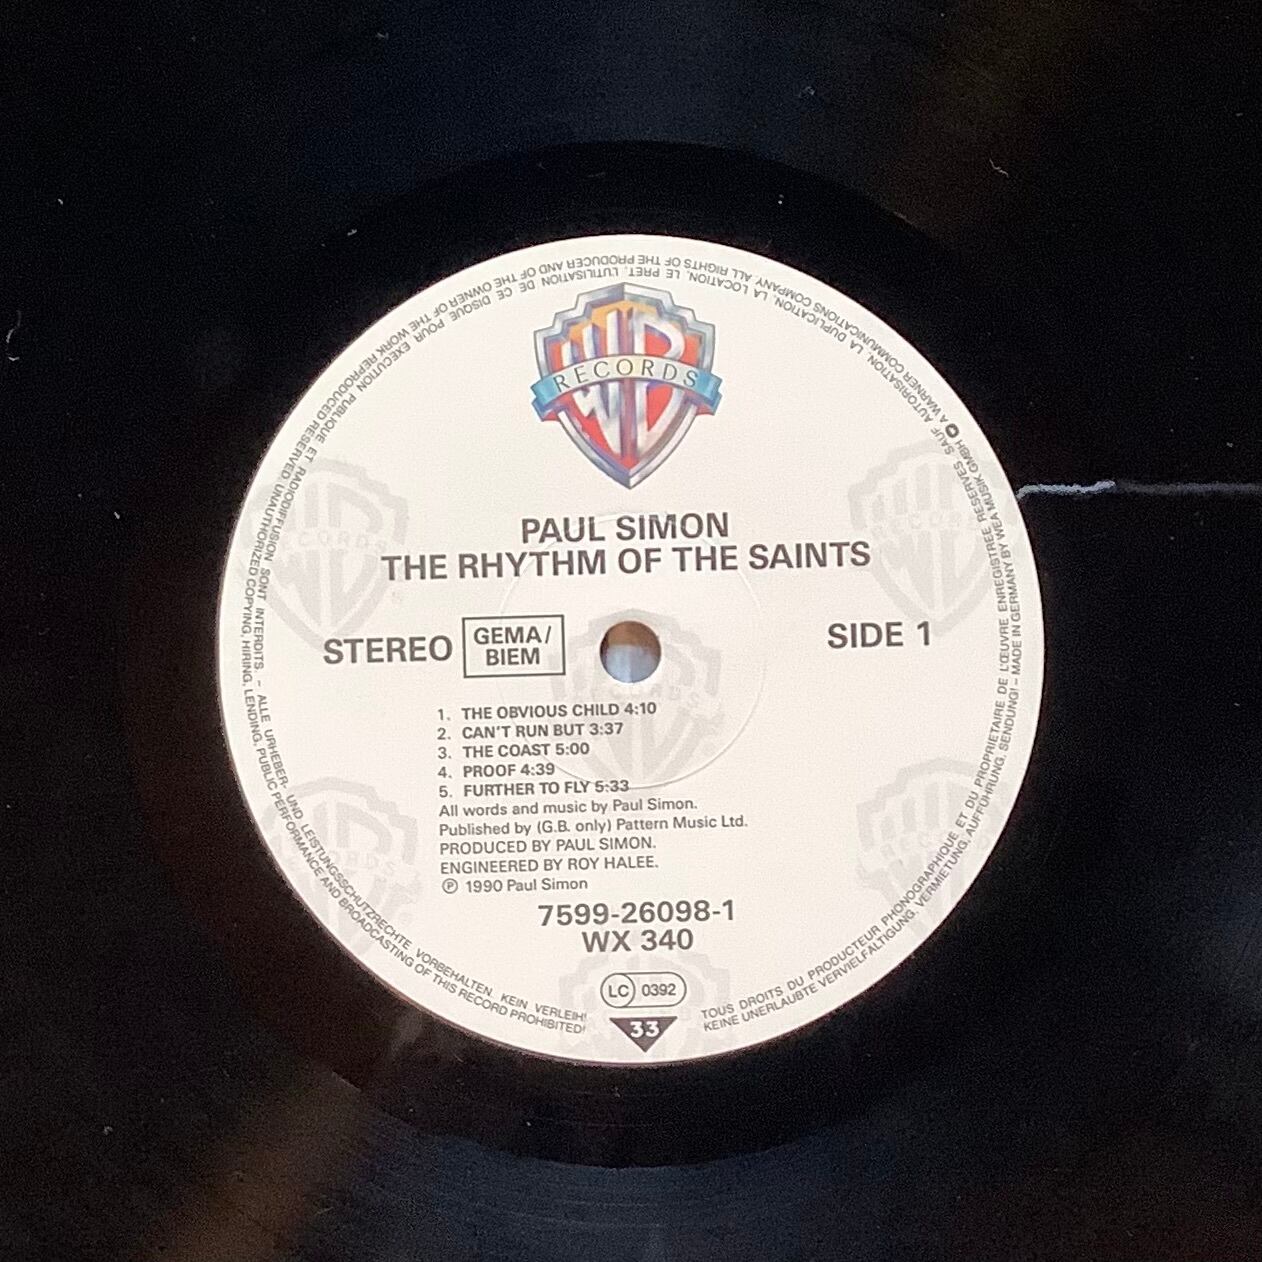 WB
RECORDS
PAUL SIMON
THE RHYTHM OF THE SAINTS
STEREO
GEMA/
BIEM
SIDE 1
1. THE OBVIOUS CHILD 4:10
2. CAN'T RUN BUT 3:37
3. THE COAST 5:00
4. PROOF 4:39
5. FURTHER TO FLY 5:33
All words and music by Paul Simon.
Published by (G.B. only) Pattern Music Ltd.
PRODUCED BY PAUL SIMON.
ENGINEERED BY ROY HALEE.
℗ 1990 Paul Simon
7599-26098-1
WX 340
LC 0392
33
TOUS DROITS DU PRODUCTEUR PHONOGRAPHIQUE ET DU PROPRIETAIRE DE L'ŒUVRE ENREGISTREE RESERVES. SAUF AUTORISATION, LA DUPLICATION, LA LOCATION, LE PRET, L'UTILISATION DE CE DISQUE POUR EXECUTION PUBLIQUE ET RADIODIFFUSION SONT INTERDITS. – ALLE URHEBER- UND LEISTUNGSSCHUTZRECHTE VORBEHALTEN. KEIN VERLEIH!
KEINE UNERLAUBTE VERVIELFÄLTIGUNG, VERMIETUNG, AUFFÜHRUNG, SENDUNG! – MADE IN GERMANY BY WEA MUSIK GMBH A WARNER COMMUNICATIONS COMPANY. ALL RIGHTS OF THE PRODUCER AND OF THE OWNER OF THE WORK REPRODUCED RESERVED. UNAUTHORIZED COPYING, HIRING, LENDING, PUBLIC PERFORMANCE AND BROADCASTING OF THIS RECORD PROHIBITED!